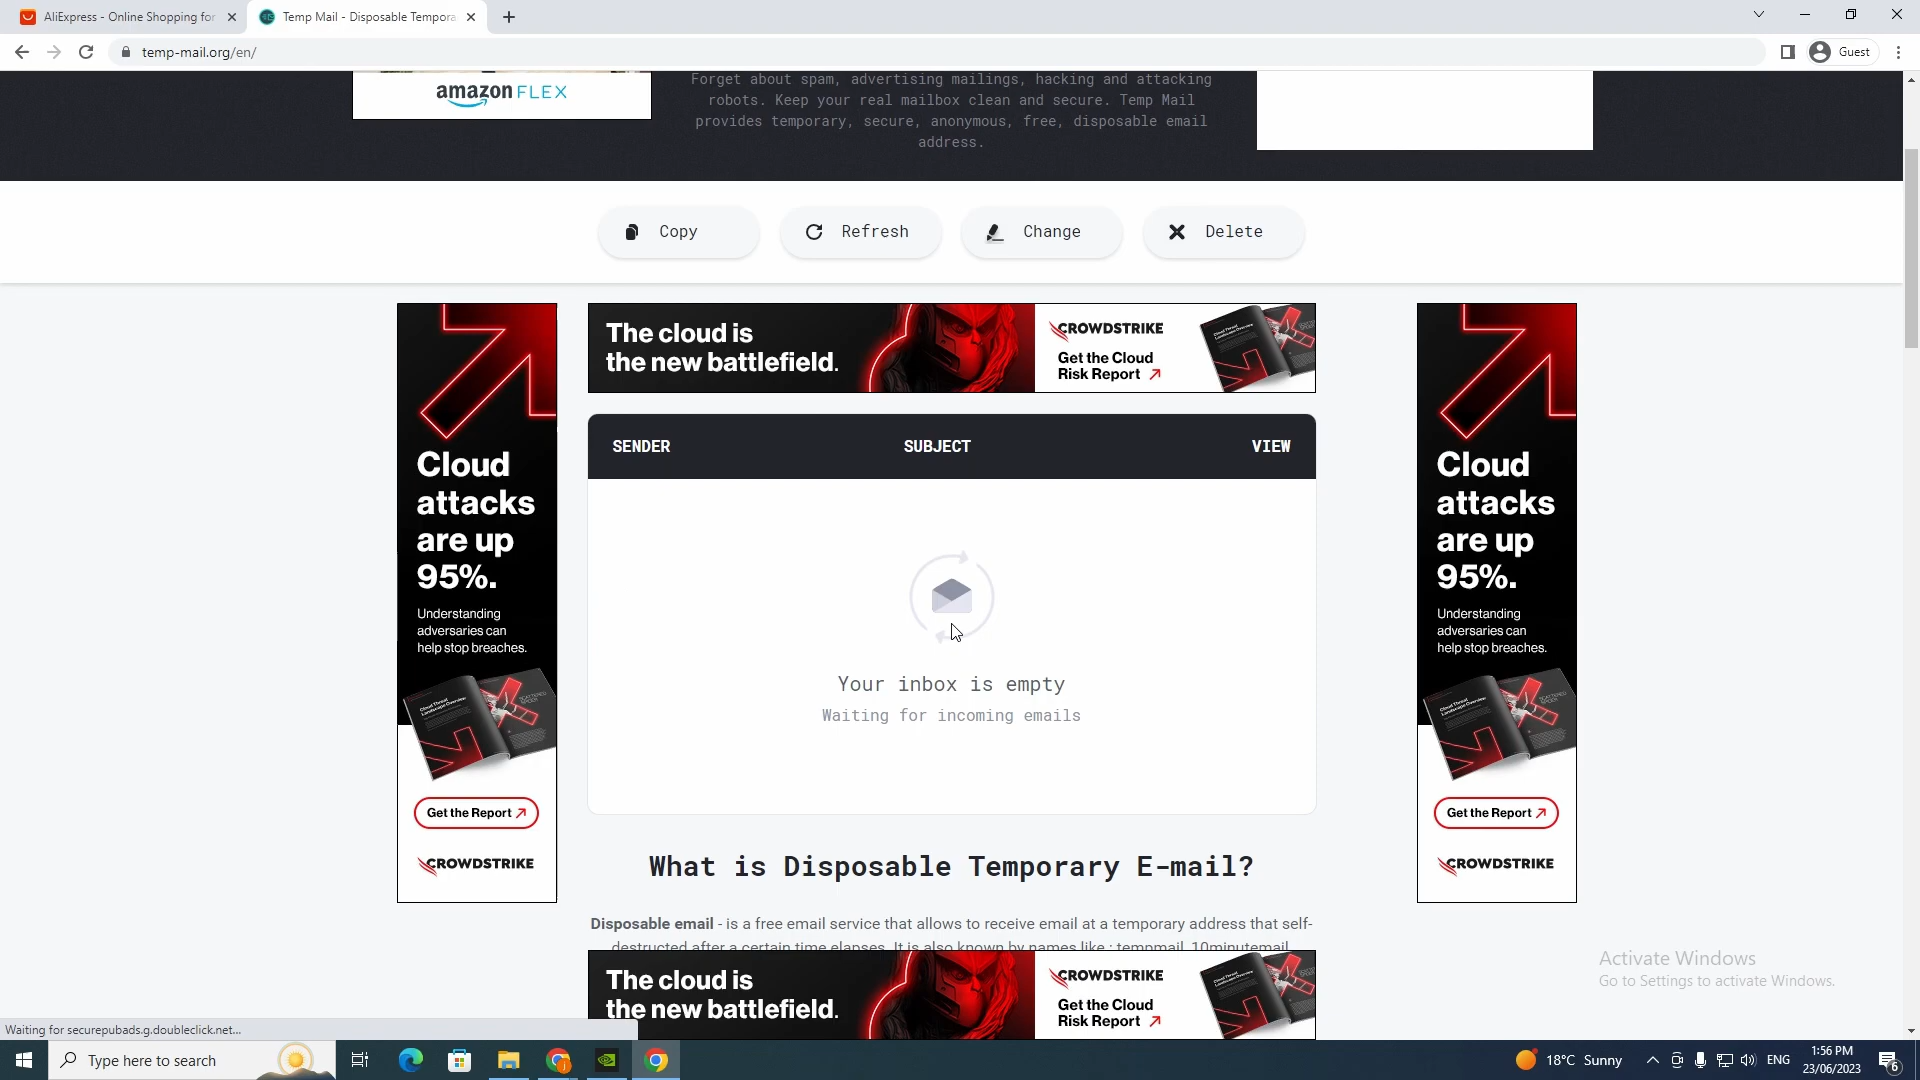 AliExpress - Online Shopping for
Temp Mail - Disposable Tempora
temp-mail.org/en/
Guest
amazon FLEX
Forget about spam, advertising mailings, hacking and attacking
robots. Keep your real mailbox clean and secure. Temp Mail
provides temporary, secure, anonymous, free, disposable email
address.
Copy
Refresh
Change
Delete
The cloud is
the new battlefield.
CROWDSTRIKE
Get the Cloud
Risk Report
Cloud
attacks
are up
95%.
Understanding
adversaries can
help stop breaches.
Get the Report
CROWDSTRIKE
SENDER
SUBJECT
VIEW
Your inbox is empty
Waiting for incoming emails
Cloud
attacks
are up
95%.
Understanding
adversaries can
help stop breaches.
Get the Report
CROWDSTRIKE
What is Disposable Temporary E-mail?
Disposable email - is a free email service that allows to receive email at a temporary address that self-
destructed after a certain time elapses. It is also known by names like : tempmail, 10minutemail,
The cloud is
the new battlefield.
CROWDSTRIKE
Get the Cloud
Risk Report
Activate Windows
Go to Settings to activate Windows.
Waiting for securepubads.g.doubleclick.net...
Type here to search
18°C Sunny
ENG
1:56 PM
23/06/2023
6